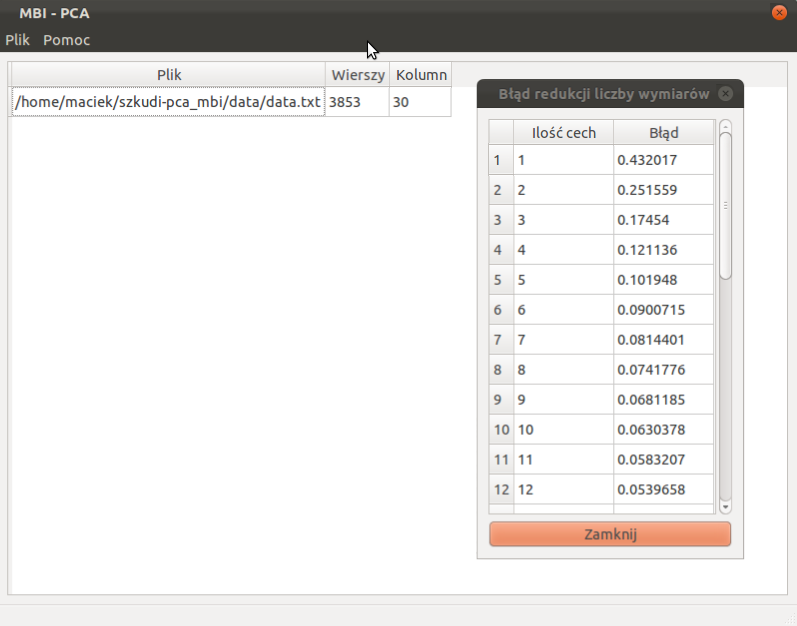 MBI - PCA
Plik Pomoc
Plik Wierszy Kolumn
/home/maciek/szkudi-pca_mbi/data/data.txt 3853 30
Błąd redukcji liczby wymiarów
Ilość cech Błąd
1 1 0.432017
2 2 0.251559
3 3 0.17454
4 4 0.121136
5 5 0.101948
6 6 0.0900715
7 7 0.0814401
8 8 0.0741776
9 9 0.0681185
10 10 0.0630378
11 11 0.0583207
12 12 0.0539658
Zamknij